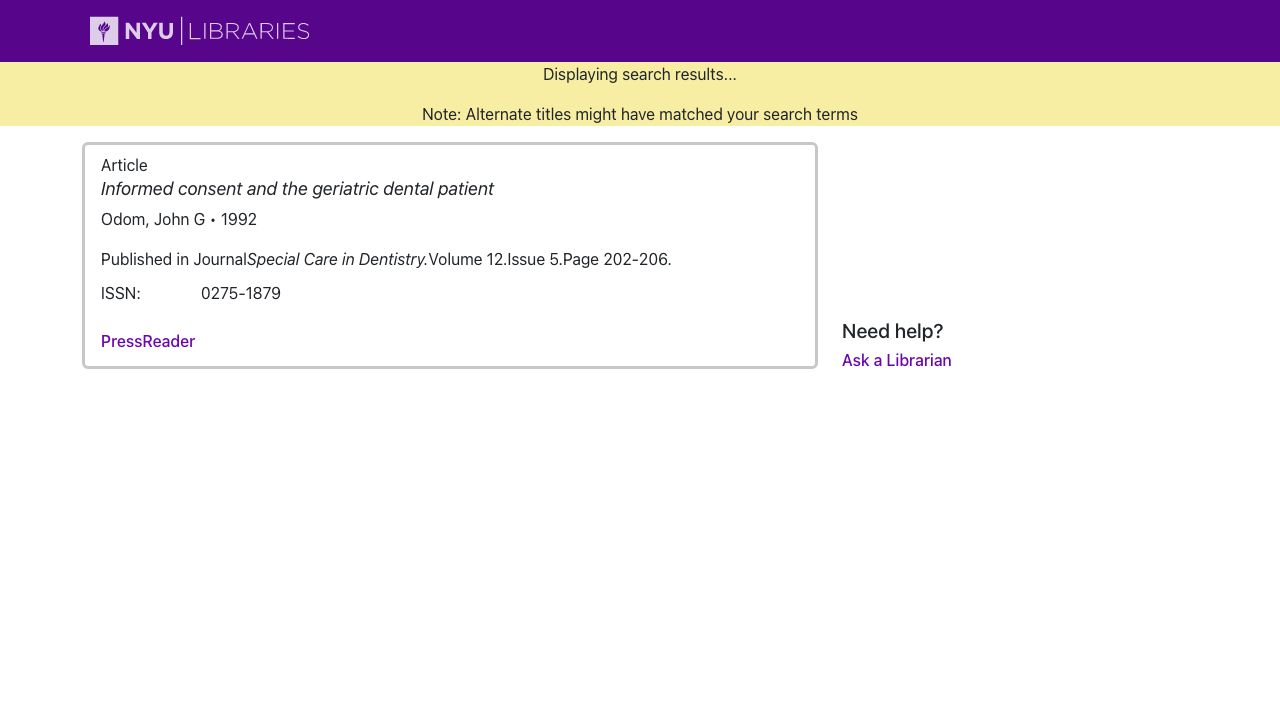 NYU LIBRARIES
Displaying search results...
Note: Alternate titles might have matched your search terms
Article
Informed consent and the geriatric dental patient
Odom, John G • 1992
Published in JournalSpecial Care in Dentistry.Volume 12.Issue 5.Page 202-206.
ISSN: 0275-1879
PressReader
Need help?
Ask a Librarian